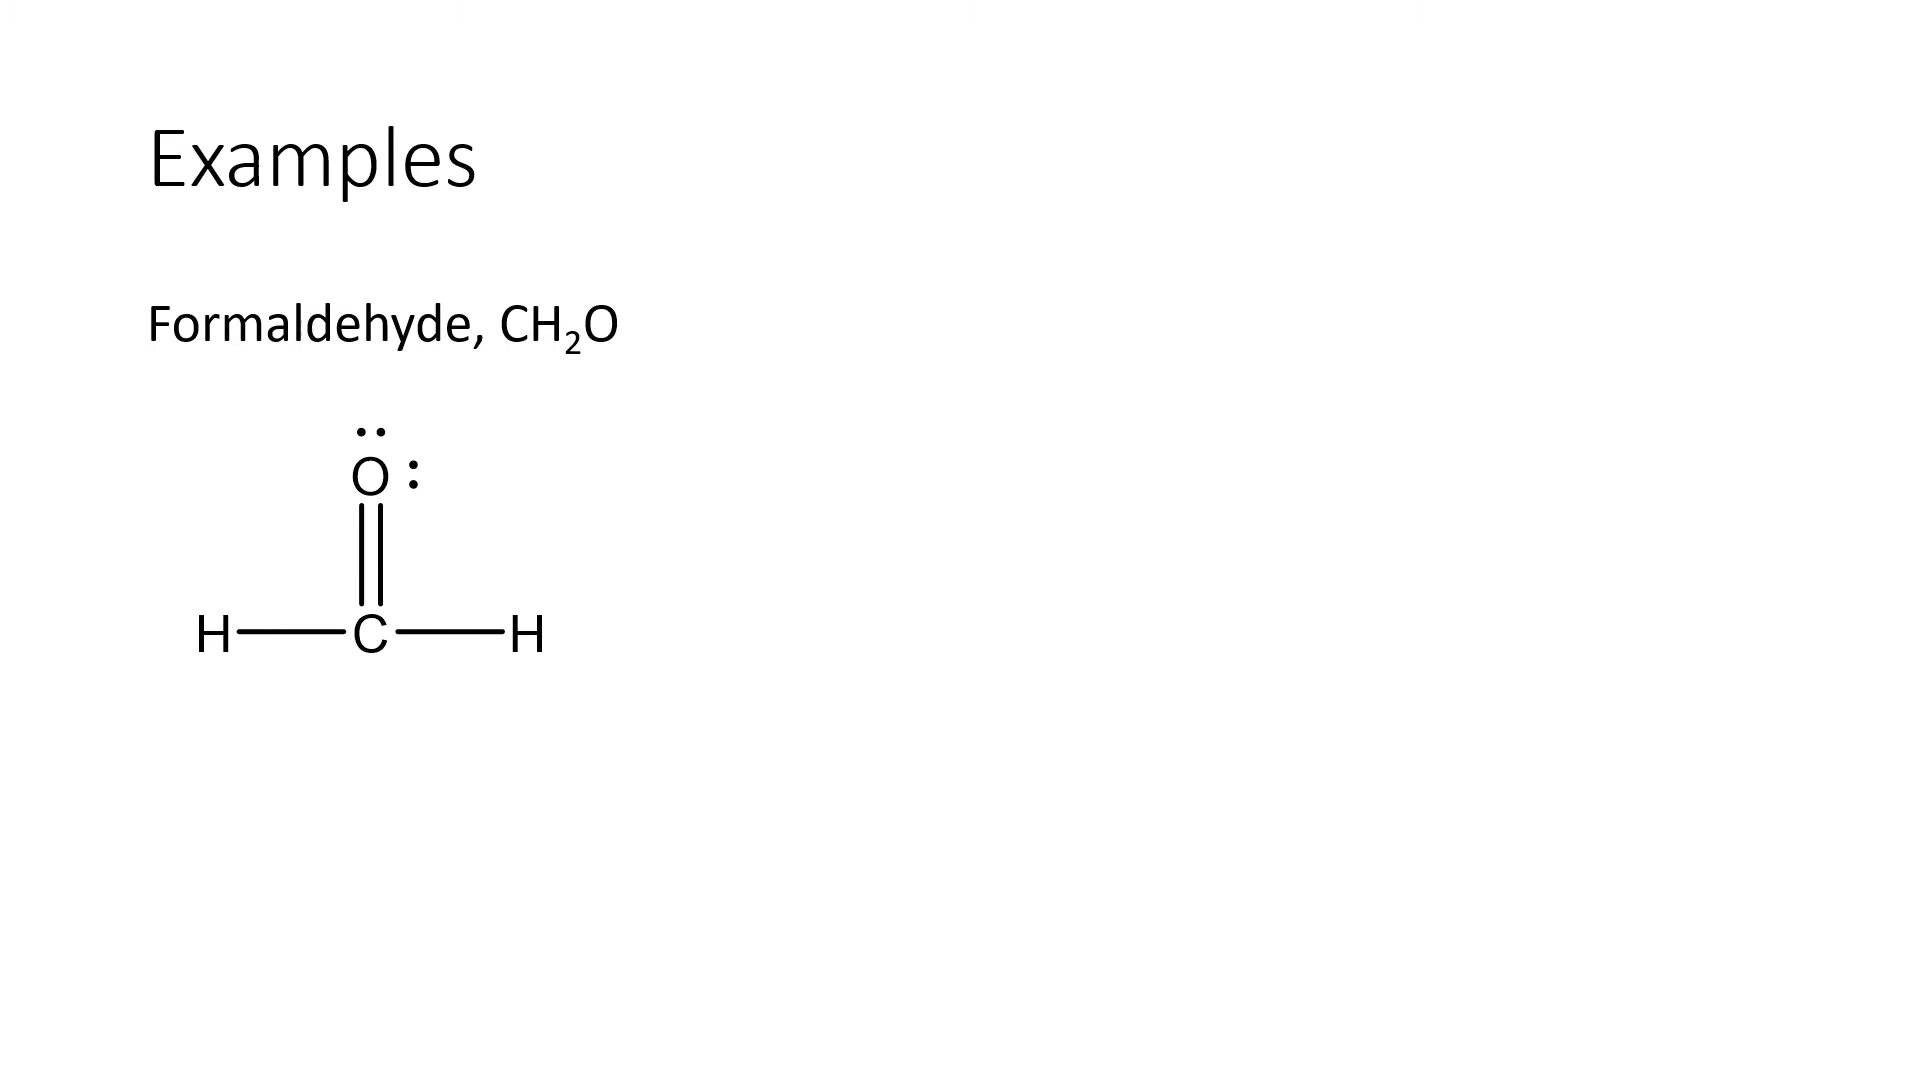 Examples
Formaldehyde, CH₂O
O
H C H